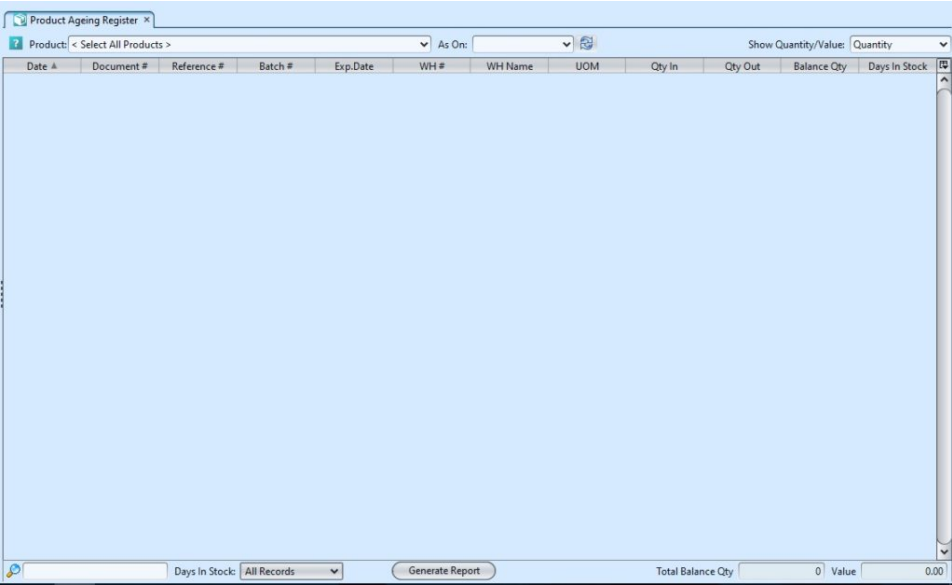 Product Ageing Register ×
? Product: < Select All Products > As On: Show Quantity/Value: Quantity
Date Document # Reference # Batch # Exp.Date WH # WH Name UOM Qty In Qty Out Balance Qty Days In Stock
Days In Stock: All Records Generate Report Total Balance Qty 0 Value 0.00